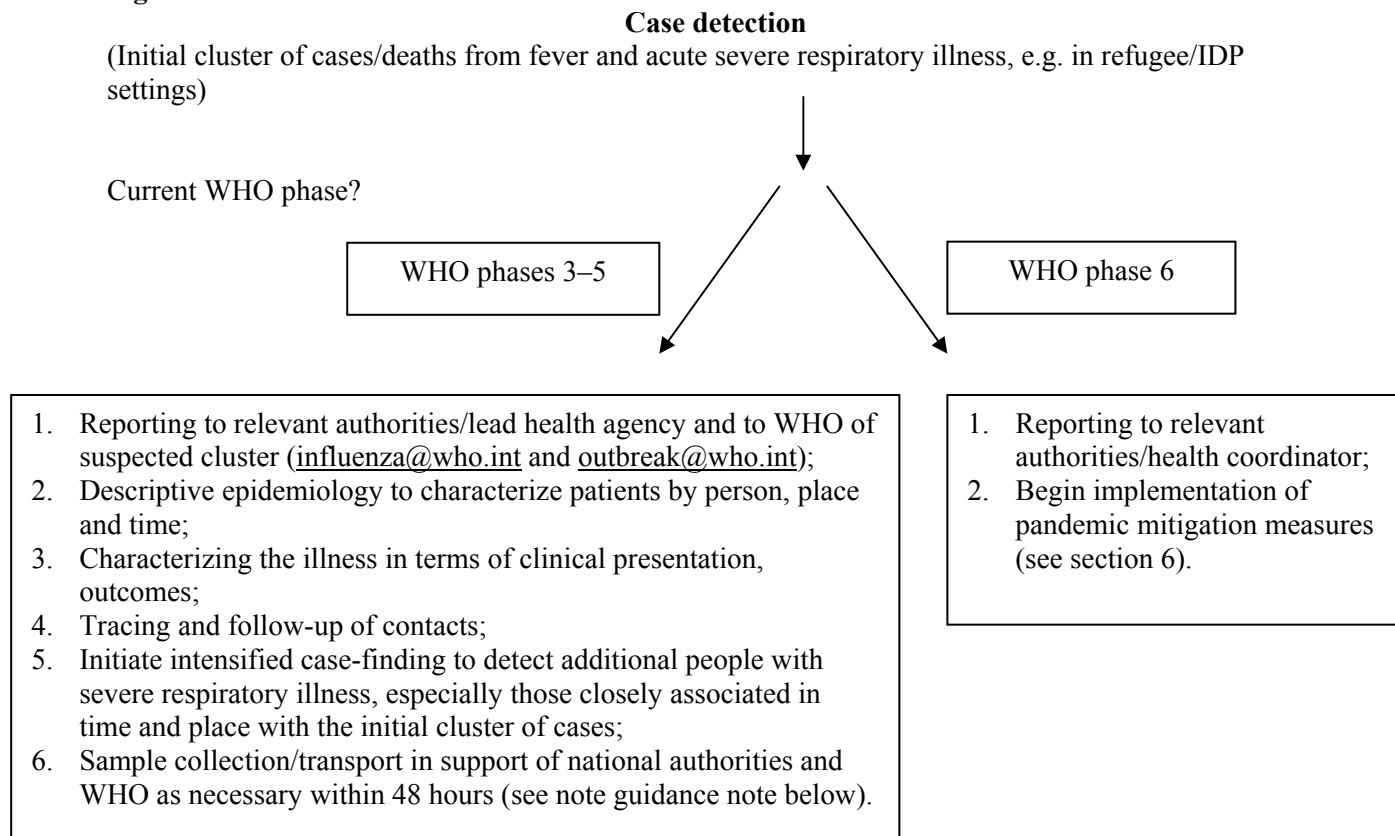 Case detection
(Initial cluster of cases/deaths from fever and acute severe respiratory illness, e.g. in refugee/IDP
settings)
Current WHO phase?
WHO phases 3–5
WHO phase 6
1. Reporting to relevant authorities/lead health agency and to WHO of
suspected cluster (influenza@who.int and outbreak@who.int);
2. Descriptive epidemiology to characterize patients by person, place
and time;
3. Characterizing the illness in terms of clinical presentation,
outcomes;
4. Tracing and follow-up of contacts;
5. Initiate intensified case-finding to detect additional people with
severe respiratory illness, especially those closely associated in
time and place with the initial cluster of cases;
6. Sample collection/transport in support of national authorities and
WHO as necessary within 48 hours (see note guidance note below).
1. Reporting to relevant
authorities/health coordinator;
2. Begin implementation of
pandemic mitigation measures
(see section 6).